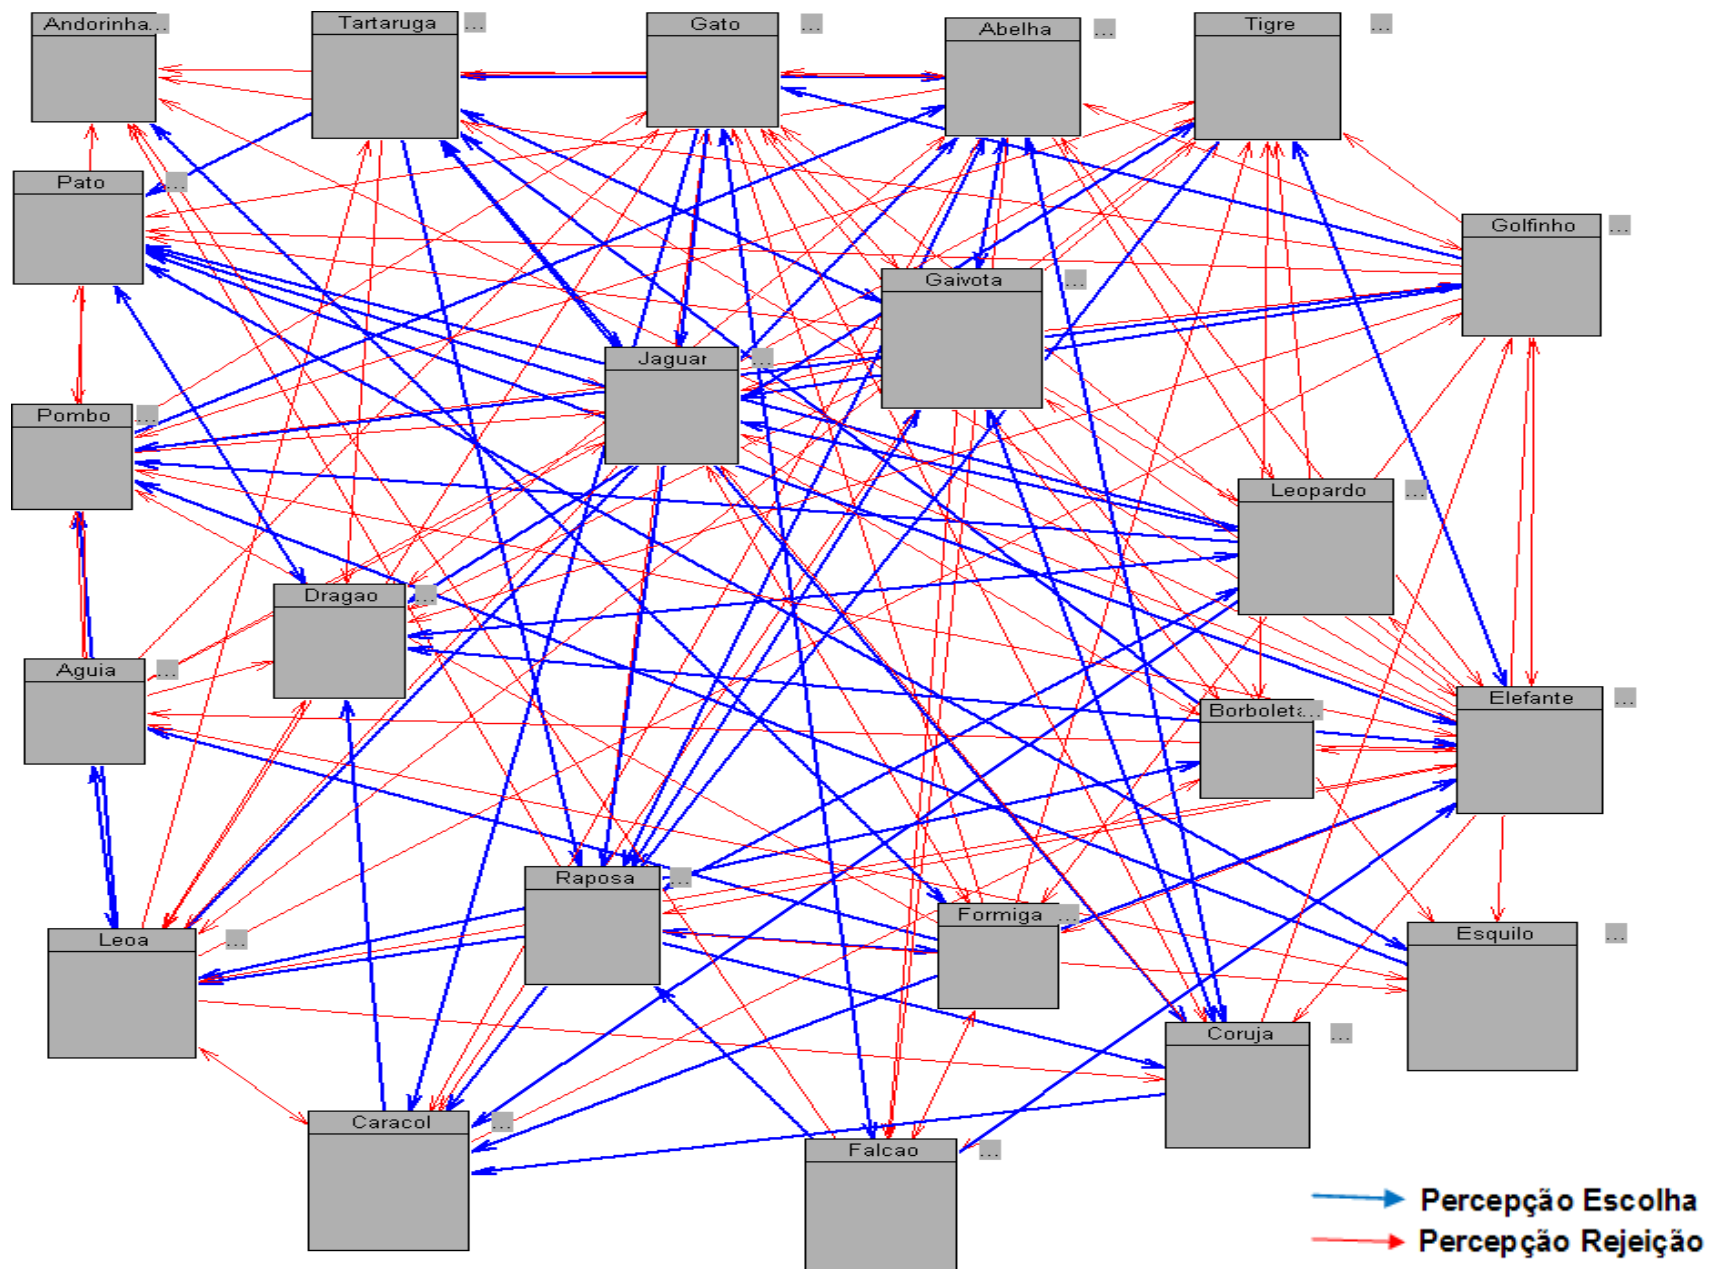 Andorinha...
Tartaruga ...
Gato ...
Abelha ...
Tigre ...
Pato ...
Golfinho ...
Gaivota ...
Jaguar ...
Pombo ...
Leopardo ...
Dragao ...
Aguia ...
Elefante ...
Borboleta...
Raposa ...
Formiga ...
Esquilo ...
Leoa ...
Coruja ...
Caracol ...
Falcao ...
Percepção Escolha
Percepção Rejeição